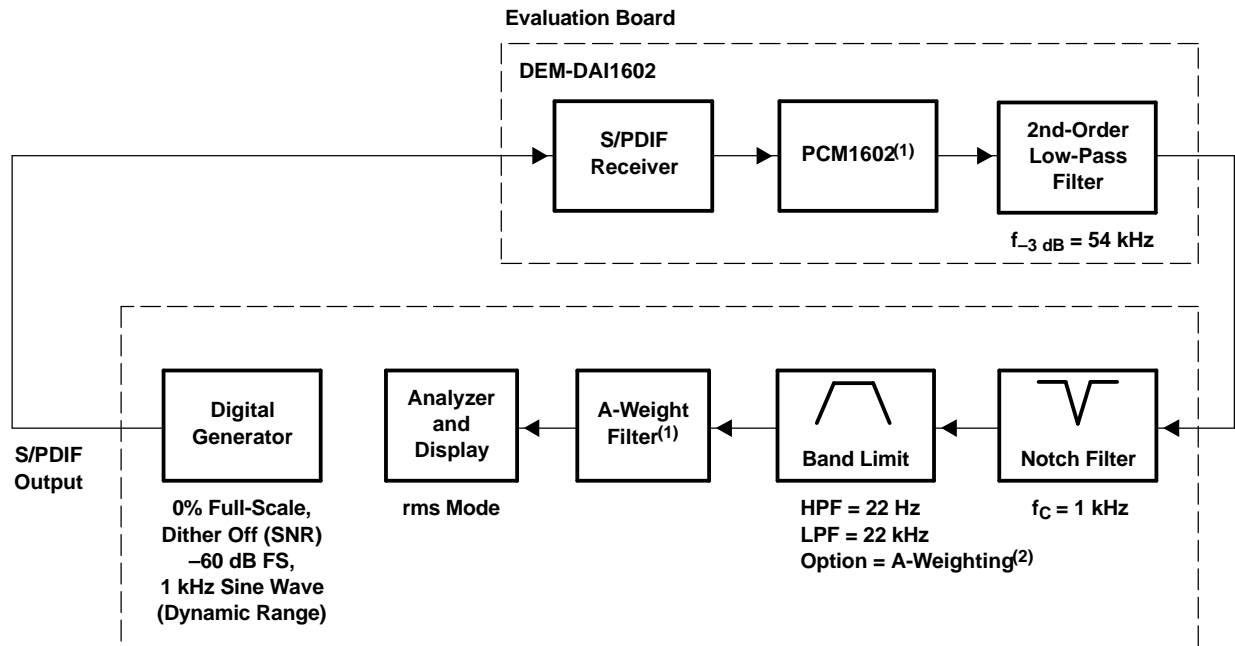 Evaluation Board
DEM-DAI1602
S/PDIF
Receiver
PCM1602(1)
2nd-Order
Low-Pass
Filter
f–3 dB = 54 kHz
S/PDIF
Output
Digital
Generator
0% Full-Scale,
Dither Off (SNR)
–60 dB FS,
1 kHz Sine Wave
(Dynamic Range)
Analyzer
and
Display
rms Mode
A-Weight
Filter(1)
Band Limit
HPF = 22 Hz
LPF = 22 kHz
Option = A-Weighting(2)
Notch Filter
fC = 1 kHz